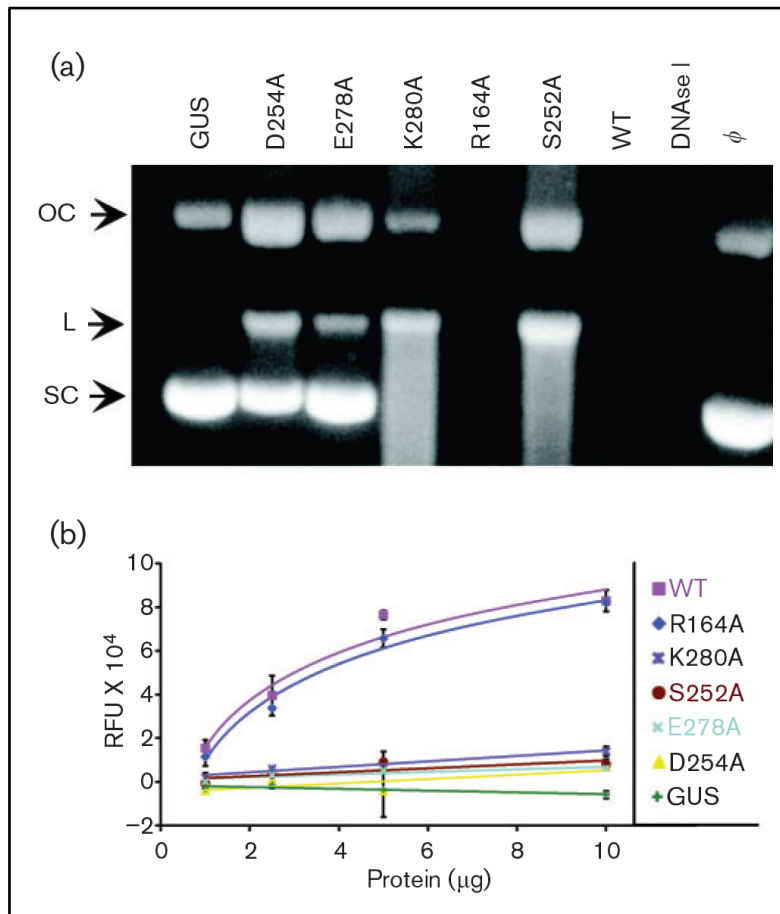 (a)
GUS D254A E278A K280A R164A S252A WT DNAse I ϕ
OC
L
SC
(b)
10
8
6
4
2
0
−2
RFU X 10⁴
0 2 4 6 8 10
Protein (μg)
WT
R164A
K280A
S252A
E278A
D254A
GUS